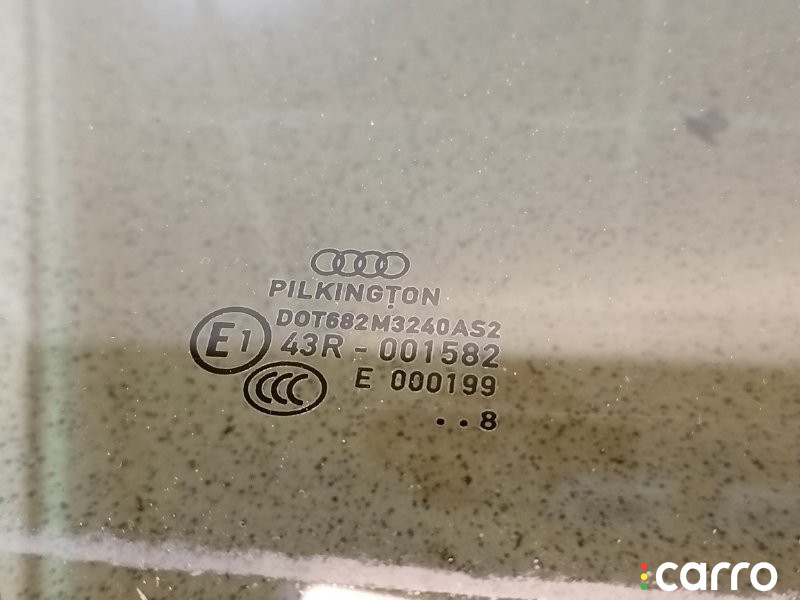 PILKINGTON
DOT682M3240AS2
E1 43R - 001582
CCC E 000199
..8
carro